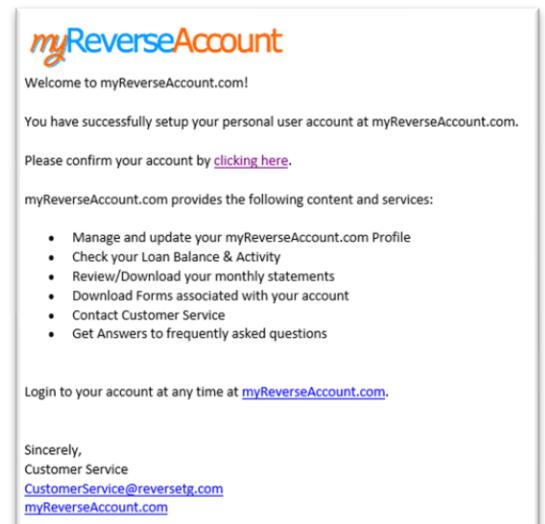 myReverseAccount
Welcome to myReverseAccount.com!
You have successfully setup your personal user account at myReverseAccount.com.
Please confirm your account by clicking here.
myReverseAccount.com provides the following content and services:
• Manage and update your myReverseAccount.com Profile
• Check your Loan Balance & Activity
• Review/Download your monthly statements
• Download Forms associated with your account
• Contact Customer Service
• Get Answers to frequently asked questions
Login to your account at any time at myReverseAccount.com.
Sincerely,
Customer Service
CustomerService@reversetg.com
myReverseAccount.com